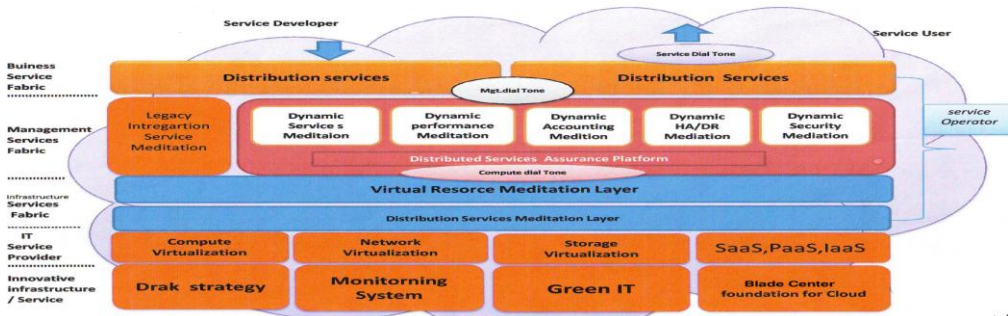 Service Developer
Service User
Service Dial Tone
Buiness
Service
Fabric
Distribution services
Distribution Services
Mgt.dial Tone
service
Operator
Management
Services
Fabric
Legacy
Intregartion
Service
Meditation
Dynamic
Service s
Meditaion
Dynamic
performance
Meditation
Dynamic
Accounting
Medition
Dynamic
HA/DR
Mediation
Dynamic
Security
Mediation
Distributed Services Assurance Platform
Compute dial Tone
Infrastructure
Services
Fabric
Virtual Resorce Meditation Layer
Distribution Services Meditation Layer
IT
Service
Provider
Compute
Virtualization
Network
Virtualization
Storage
Virtualization
SaaS,PaaS,IaaS
Innovative
infrastructure
/ Service
Drak strategy
Monitorning
System
Green IT
Blade Center
foundation for Cloud